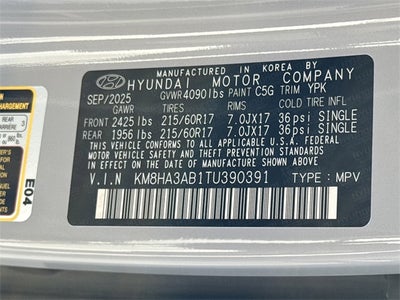 MANUFACTURED IN KOREA BY
HYUNDAI MOTOR COMPANY
SEP/2025 GVWR4090lbs PAINT C5G TRIM YPK
GAWR TIRES RIMS COLD TIRE INFLATION
FRONT 2425 lbs 215/60R17 7.0JX17 36psi SINGLE
REAR 1956 lbs 215/60R17 7.0JX17 36psi SINGLE
THIS VEHICLE CONFORMS TO ALL APPLICABLE U.S.A. FEDERAL
MOTOR VEHICLE SAFETY, BUMPER, AND THEFT PREVENTION
STANDARDS IN EFFECT ON THE DATE OF MANUFACTURE SHOWN ABOVE.
V.I.N KM8HA3AB1TU390391 TYPE: MPV
E04